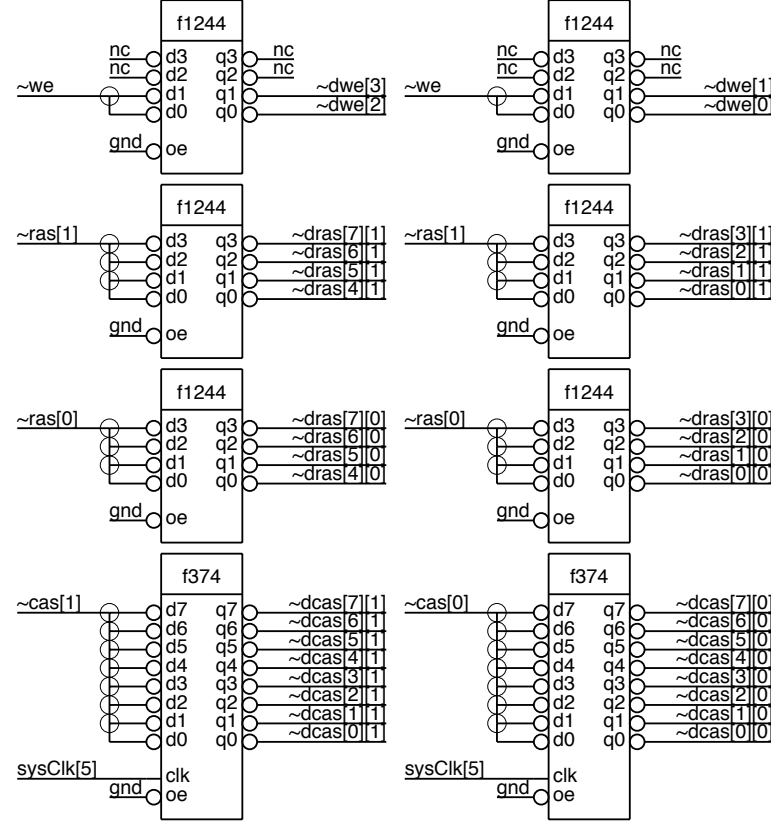 f1244 f1244
nc d3 q3 nc nc d3 q3 nc
nc d2 q2 nc nc d2 q2 nc
~we d1 q1 ~dwe[3] ~we d1 q1 ~dwe[1]
d0 q0 ~dwe[2] d0 q0 ~dwe[0]
gnd oe gnd oe
f1244 f1244
~ras[1] d3 q3 ~dras[7][1] ~ras[1] d3 q3 ~dras[3][1]
d2 q2 ~dras[6][1] d2 q2 ~dras[2][1]
d1 q1 ~dras[5][1] d1 q1 ~dras[1][1]
d0 q0 ~dras[4][1] d0 q0 ~dras[0][1]
gnd oe gnd oe
f1244 f1244
~ras[0] d3 q3 ~dras[7][0] ~ras[0] d3 q3 ~dras[3][0]
d2 q2 ~dras[6][0] d2 q2 ~dras[2][0]
d1 q1 ~dras[5][0] d1 q1 ~dras[1][0]
d0 q0 ~dras[4][0] d0 q0 ~dras[0][0]
gnd oe gnd oe
f374 f374
~cas[1] d7 q7 ~dcas[7][1] ~cas[0] d7 q7 ~dcas[7][0]
d6 q6 ~dcas[6][1] d6 q6 ~dcas[6][0]
d5 q5 ~dcas[5][1] d5 q5 ~dcas[5][0]
d4 q4 ~dcas[4][1] d4 q4 ~dcas[4][0]
d3 q3 ~dcas[3][1] d3 q3 ~dcas[3][0]
d2 q2 ~dcas[2][1] d2 q2 ~dcas[2][0]
d1 q1 ~dcas[1][1] d1 q1 ~dcas[1][0]
d0 q0 ~dcas[0][1] d0 q0 ~dcas[0][0]
sysClk[5] clk sysClk[5] clk
gnd oe gnd oe